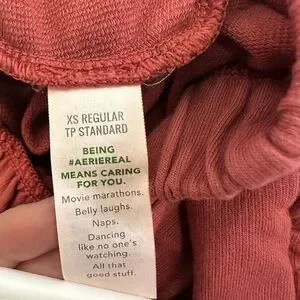 XS REGULAR
TP STANDARD
BEING
#AERIEREAL
MEANS CARING
FOR YOU.
Movie marathons.
Belly laughs.
Naps.
Dancing
like no one's
watching.
All that
good stuff.